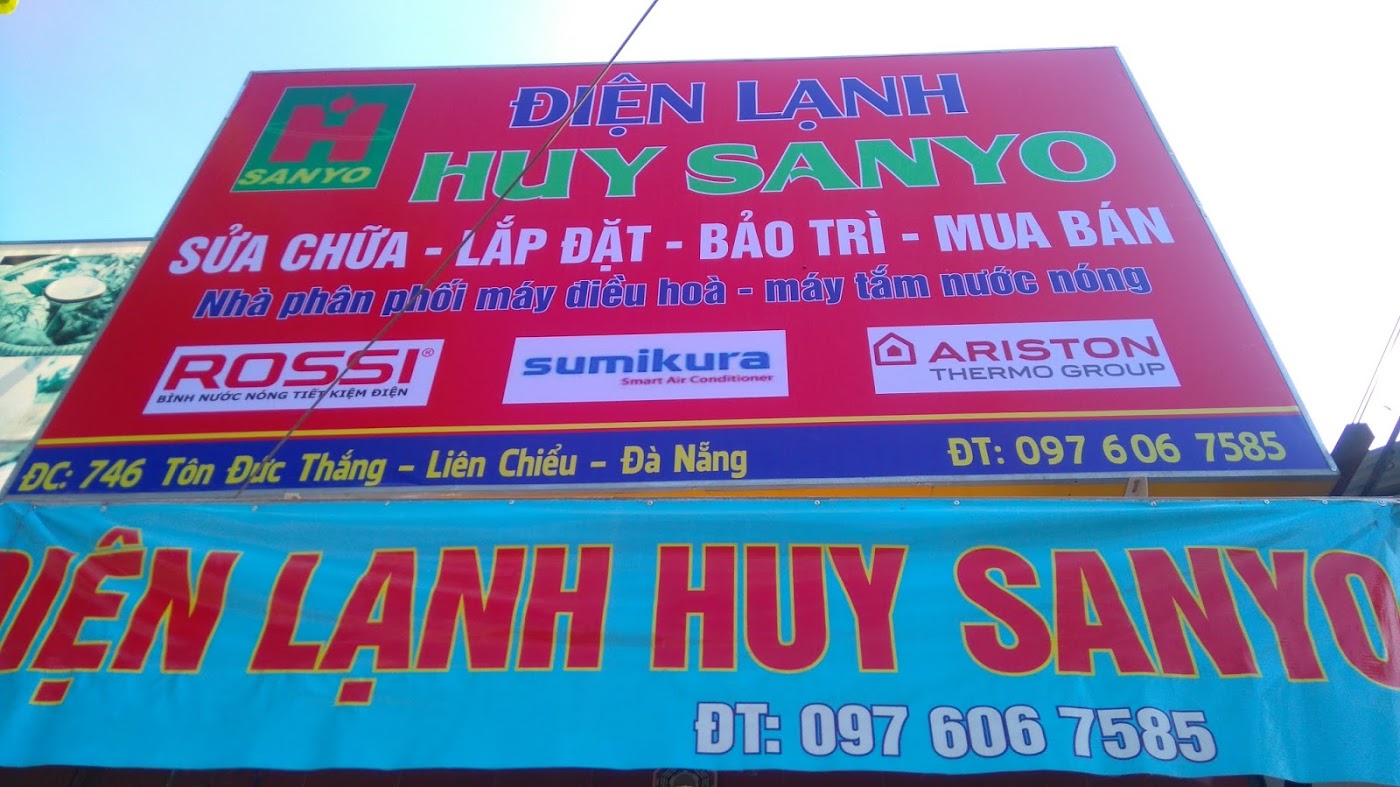 H
SANYO
ĐIỆN LẠNH
HUY SANYO
SỬA CHỮA - LẮP ĐẶT - BẢO TRÌ - MUA BÁN
Nhà phân phối máy điều hoà - máy tắm nước nóng
ROSSI®
BÌNH NƯỚC NÓNG TIẾT KIỆM ĐIỆN
sumikura
Smart Air Conditioner
ARISTON
THERMO GROUP
ĐC: 746 Tôn Đức Thắng - Liên Chiểu - Đà Nẵng ĐT: 097 606 7585
ĐIỆN LẠNH HUY SANYO
ĐT: 097 606 7585